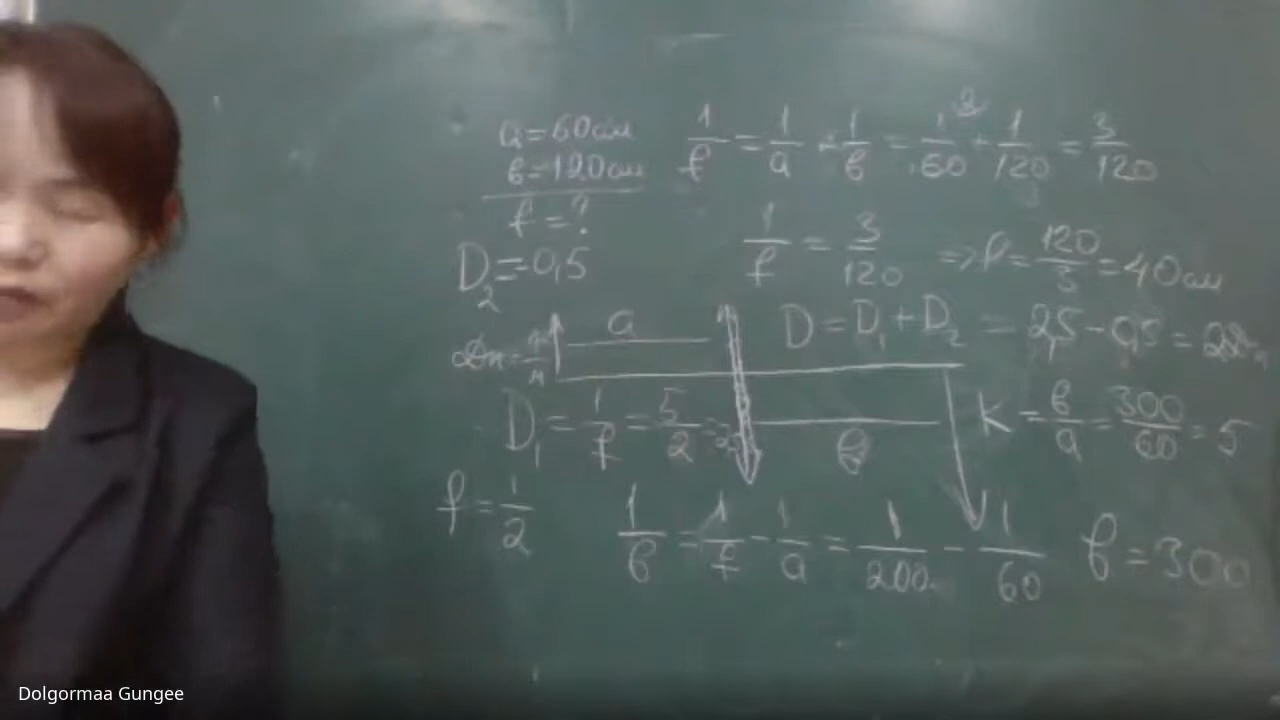 a = 60см
в = 120см
f = ?
1/f = 1/a + 1/в = 1/60 + 1/120 = 3/120
1/f = 3/120 => f = 120/3 = 40см
D₂ = -0,5
a
D = D₁ + D₂ = 2,5 - 0,5 = 2Дп
D₁ = 1/f = 5/2 =
в
K = в/a = 300/60 = 5
f = 1/2
1/в = 1/f - 1/a = 1/200 - 1/60
в = 300
Dolgormaa Gungee